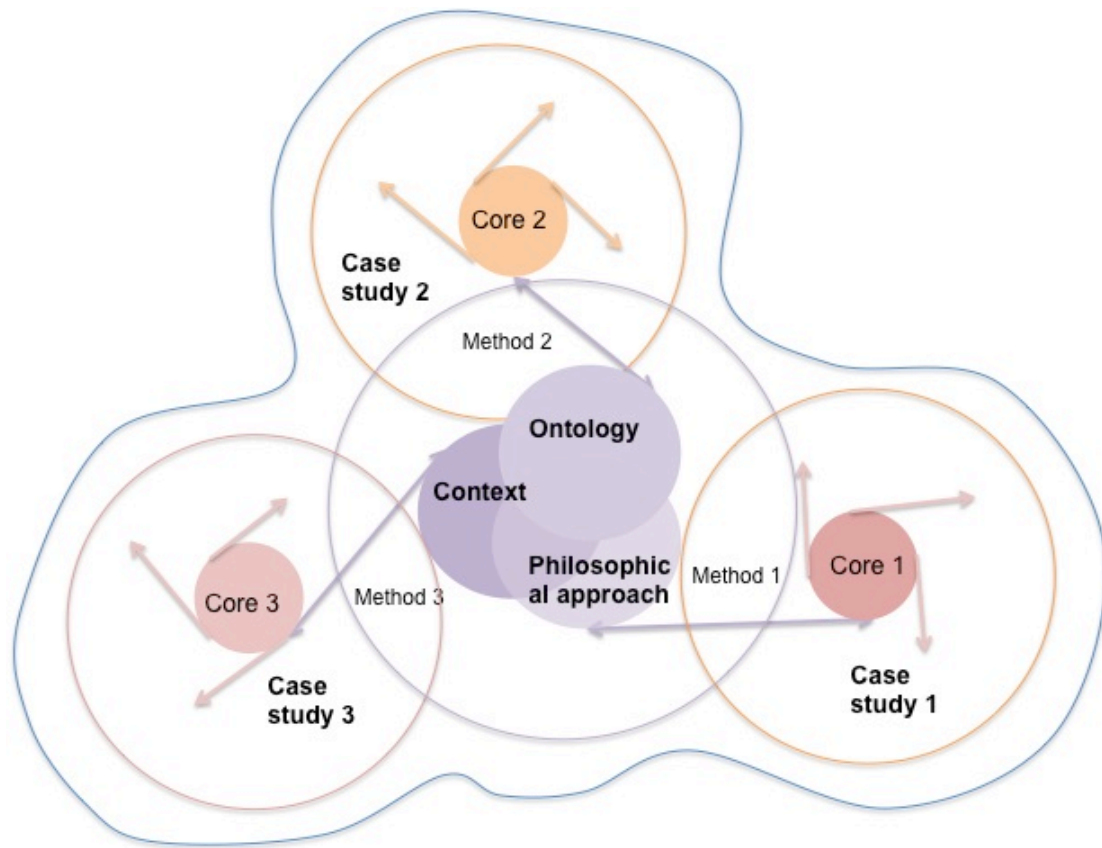 Core 2
Case
study 2
Method 2
Ontology
Context
Philosophic
al approach
Method 1
Core 1
Case
study 1
Core 3
Method 3
Case
study 3